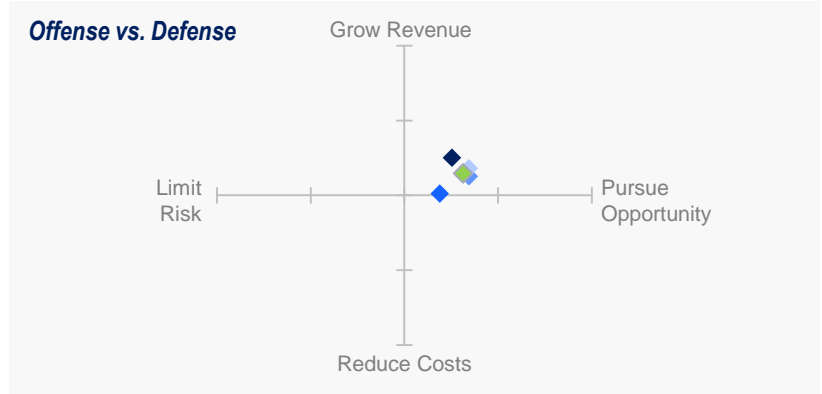 Offense vs. Defense
Grow Revenue
Limit
Risk
Pursue
Opportunity
Reduce Costs